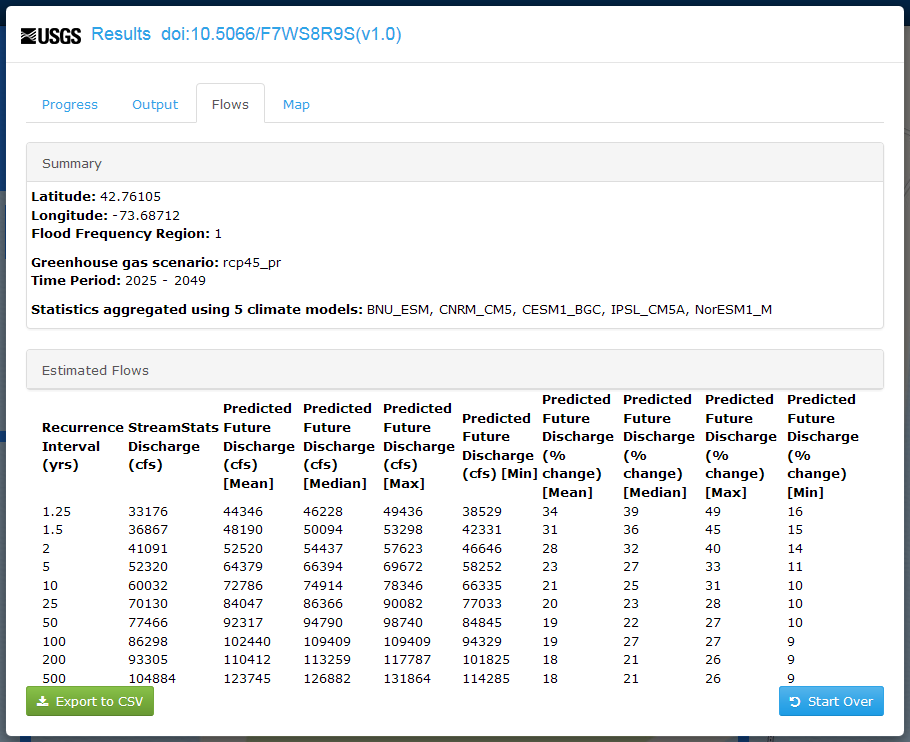 USGS Results doi:10.5066/F7WS8R9S(v1.0)
Progress Output Flows Map
Summary
Latitude: 42.76105
Longitude: -73.68712
Flood Frequency Region: 1
Greenhouse gas scenario: rcp45_pr
Time Period: 2025 - 2049
Statistics aggregated using 5 climate models: BNU_ESM, CNRM_CM5, CESM1_BGC, IPSL_CM5A, NorESM1_M
Estimated Flows
Recurrence Interval (yrs) StreamStats Discharge (cfs) Predicted Future Discharge (cfs) [Mean] Predicted Future Discharge (cfs) [Median] Predicted Future Discharge (cfs) [Max] Predicted Future Discharge (cfs) [Min] Predicted Future Discharge (% change) [Mean] Predicted Future Discharge (% change) [Median] Predicted Future Discharge (% change) [Max] Predicted Future Discharge (% change) [Min]
1.25 33176 44346 46228 49436 38529 34 39 49 16
1.5 36867 48190 50094 53298 42331 31 36 45 15
2 41091 52520 54437 57623 46646 28 32 40 14
5 52320 64379 66394 69672 58252 23 27 33 11
10 60032 72786 74914 78346 66335 21 25 31 10
25 70130 84047 86366 90082 77033 20 23 28 10
50 77466 92317 94790 98740 84845 19 22 27 10
100 86298 102440 109409 109409 94329 19 27 27 9
200 93305 110412 113259 117787 101825 18 21 26 9
500 104884 123745 126882 131864 114285 18 21 26 9
Export to CSV Start Over